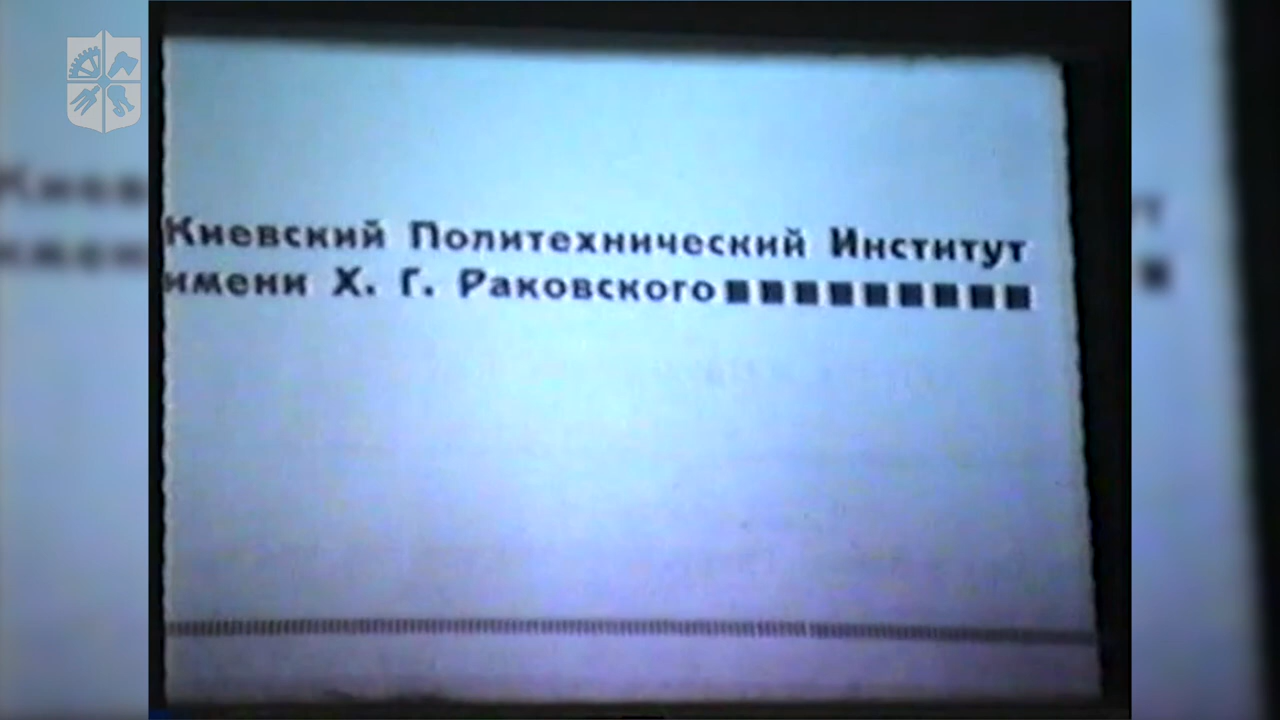 Киевский Политехнический Институт
имени Х. Г. Раковского■■■■■■■■■